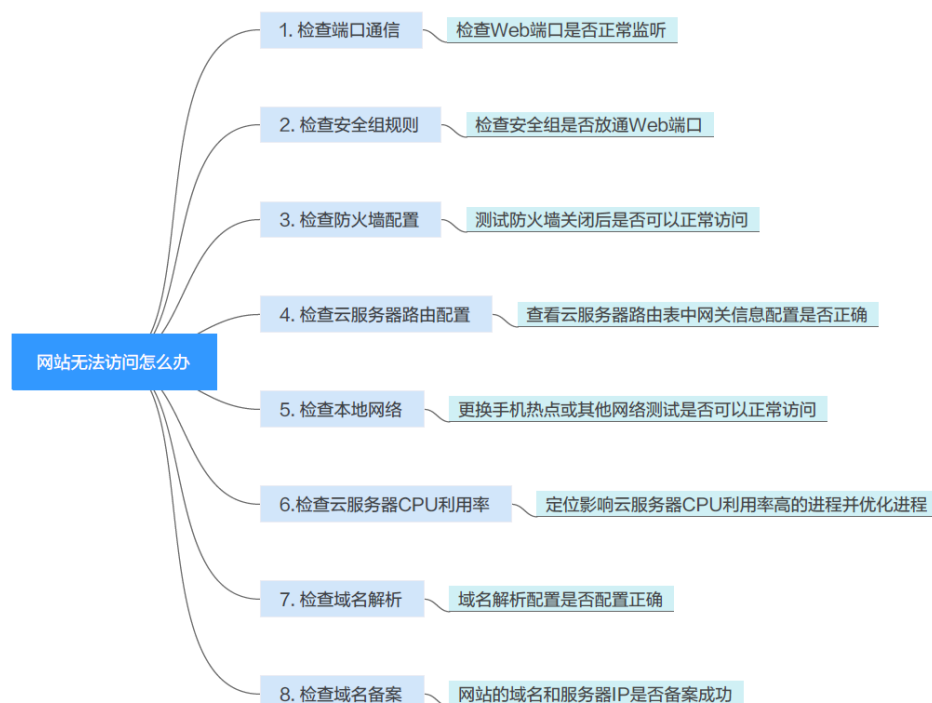 1. 检查端口通信
检查Web端口是否正常监听
2. 检查安全组规则
检查安全组是否放通Web端口
3. 检查防火墙配置
测试防火墙关闭后是否可以正常访问
4. 检查云服务器路由配置
查看云服务器路由表中网关信息配置是否正确
网站无法访问怎么办
5. 检查本地网络
更换手机热点或其他网络测试是否可以正常访问
6.检查云服务器CPU利用率
定位影响云服务器CPU利用率高的进程并优化进程
7. 检查域名解析
域名解析配置是否配置正确
8. 检查域名备案
网站的域名和服务器IP是否备案成功